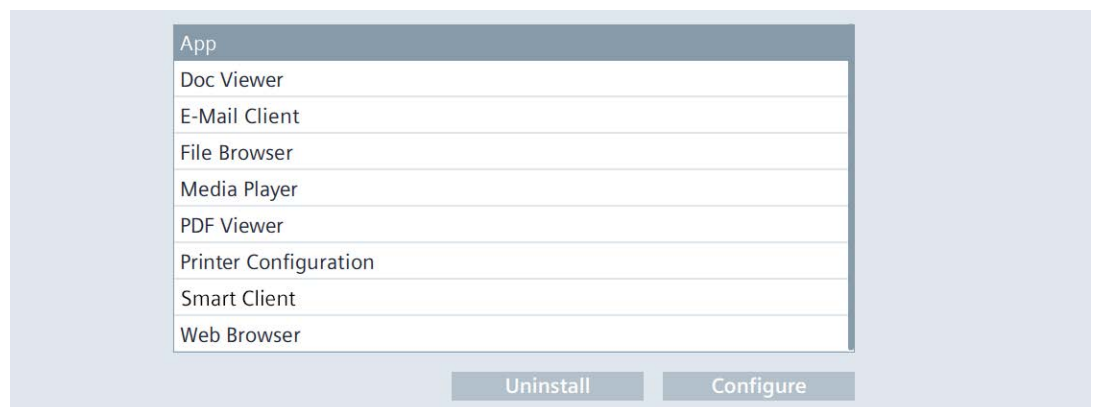 App
Doc Viewer
E-Mail Client
File Browser
Media Player
PDF Viewer
Printer Configuration
Smart Client
Web Browser
Uninstall Configure